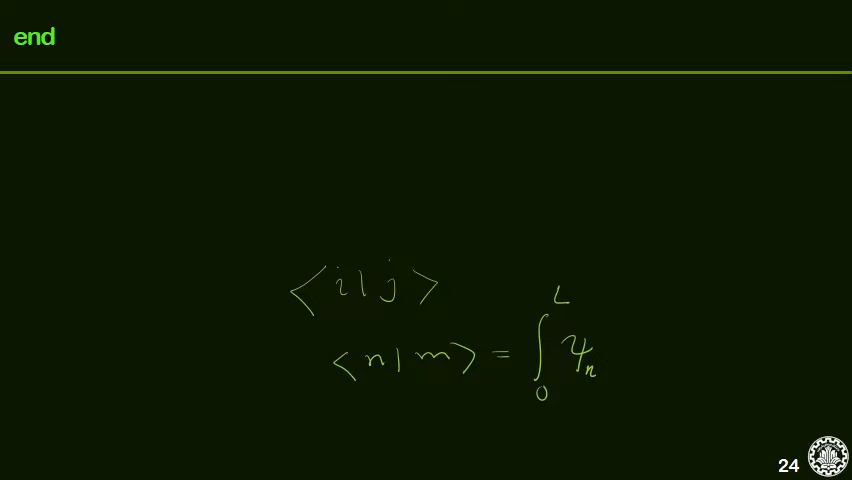 end
<i|j>
<n|m> = ∫₀ᴸ ψₙ
24